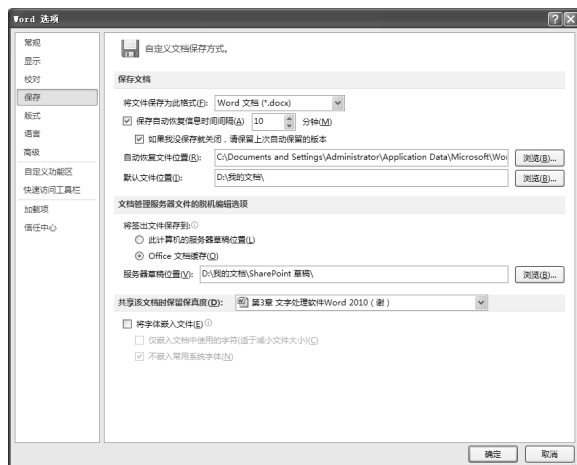 Word 选项
常规
显示
校对
保存
版式
语言
高级
自定义功能区
快速访问工具栏
加载项
信任中心
自定义文档保存方式。
保存文档
将文件保存为此格式(F): Word 文档 (*.docx)
保存自动恢复信息时间间隔(A) 10 分钟(M)
如果我没保存就关闭，请保留上次自动保留的版本
自动恢复文件位置(R): C:\Documents and Settings\Administrator\Application Data\Microsoft\Wo 浏览(B)...
默认文件位置(I): D:\我的文档\ 浏览(B)...
文档管理服务器文件的脱机编辑选项
将签出文件保存到:
此计算机的服务器草稿位置(L)
Office 文档缓存(O)
服务器草稿位置(V): D:\我的文档\SharePoint 草稿\ 浏览(B)...
共享该文档时保留保真度(D): 第3章 文字处理软件Word 2010（谢）
将字体嵌入文件(E)
仅嵌入文档中使用的字符(适于减小文件大小)(C)
不嵌入常用系统字体(N)
确定 取消